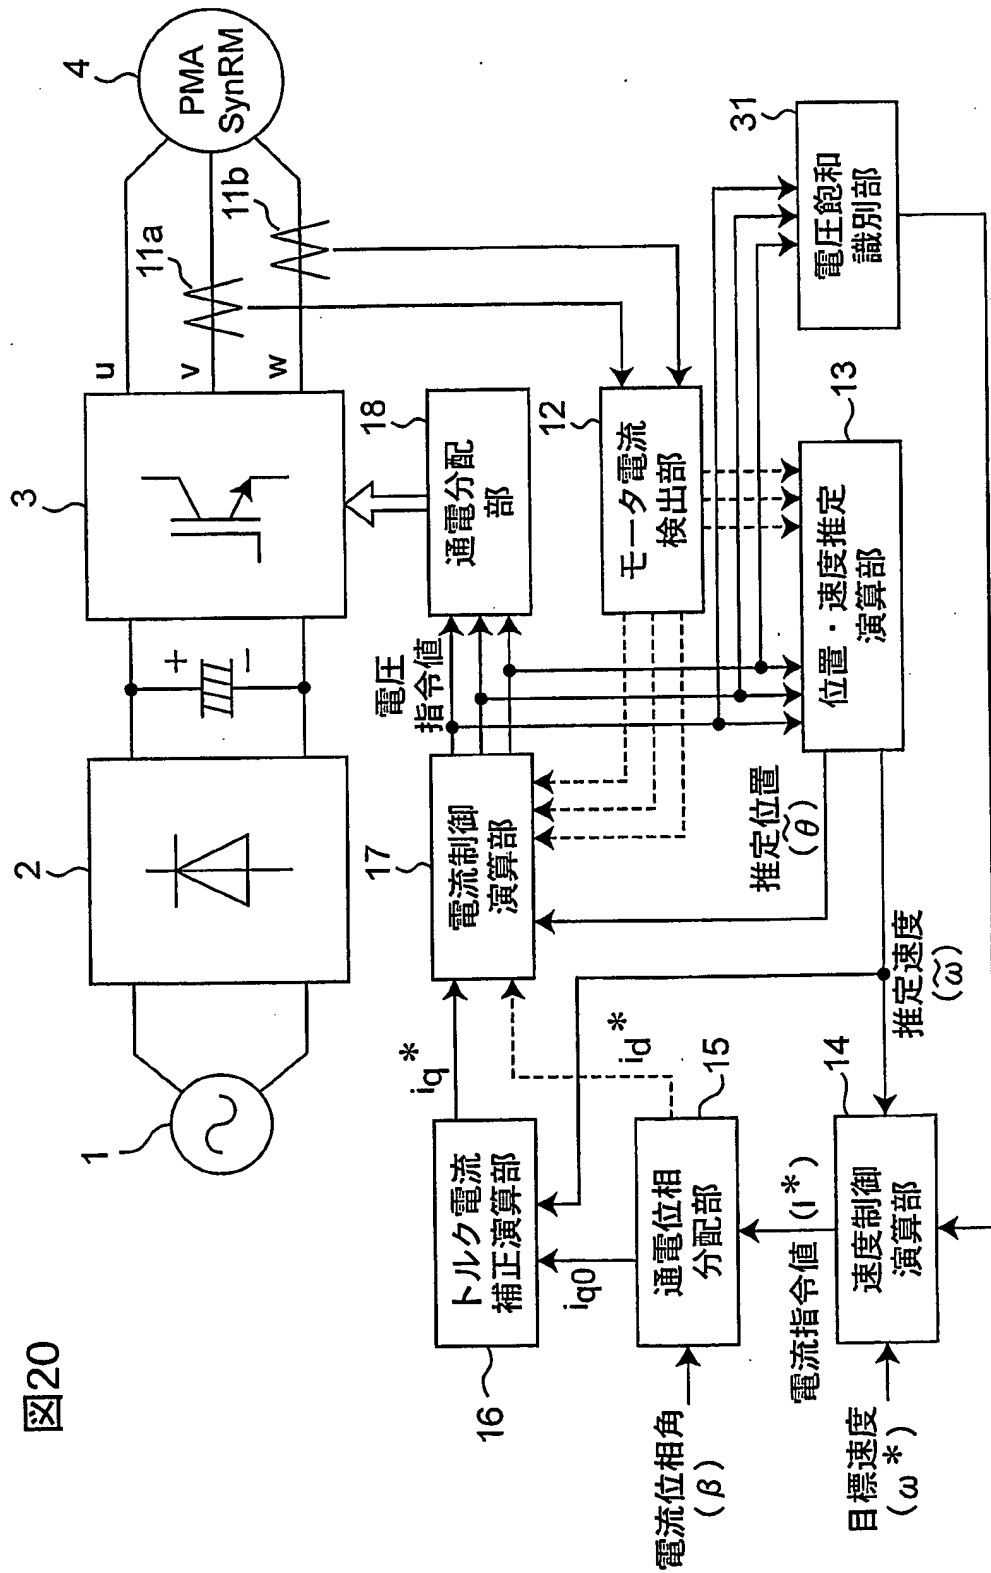 図20
1
2
3
4
PMA
SynRM
+
−
u
v
w
11a
11b
18
通電分配
部
電圧
指令値
17
電流制御
演算部
12
モータ電流
検出部
31
電圧飽和
識別部
13
位置・速度推定
演算部
推定位置
(θ̃)
推定速度
(ω̃)
iq*
id*
16
トルク電流
補正演算部
iq0
15
通電位相
分配部
電流位相角
(β)
電流指令値 (I*)
14
速度制御
演算部
目標速度
(ω*)